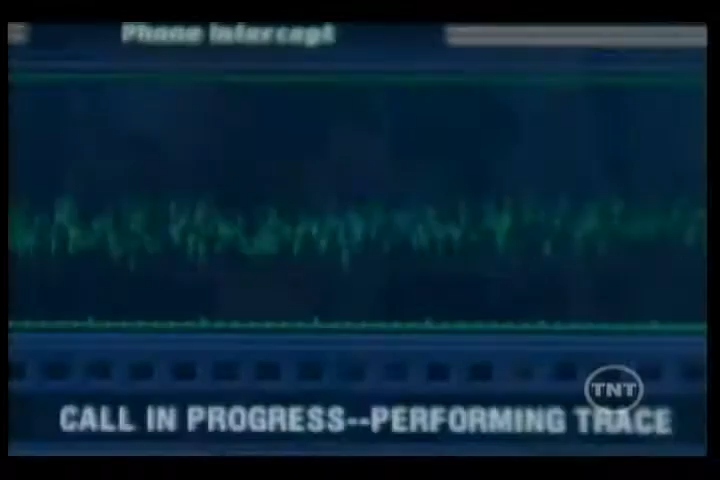 Phone Intercept
TNT
CALL IN PROGRESS--PERFORMING TRACE